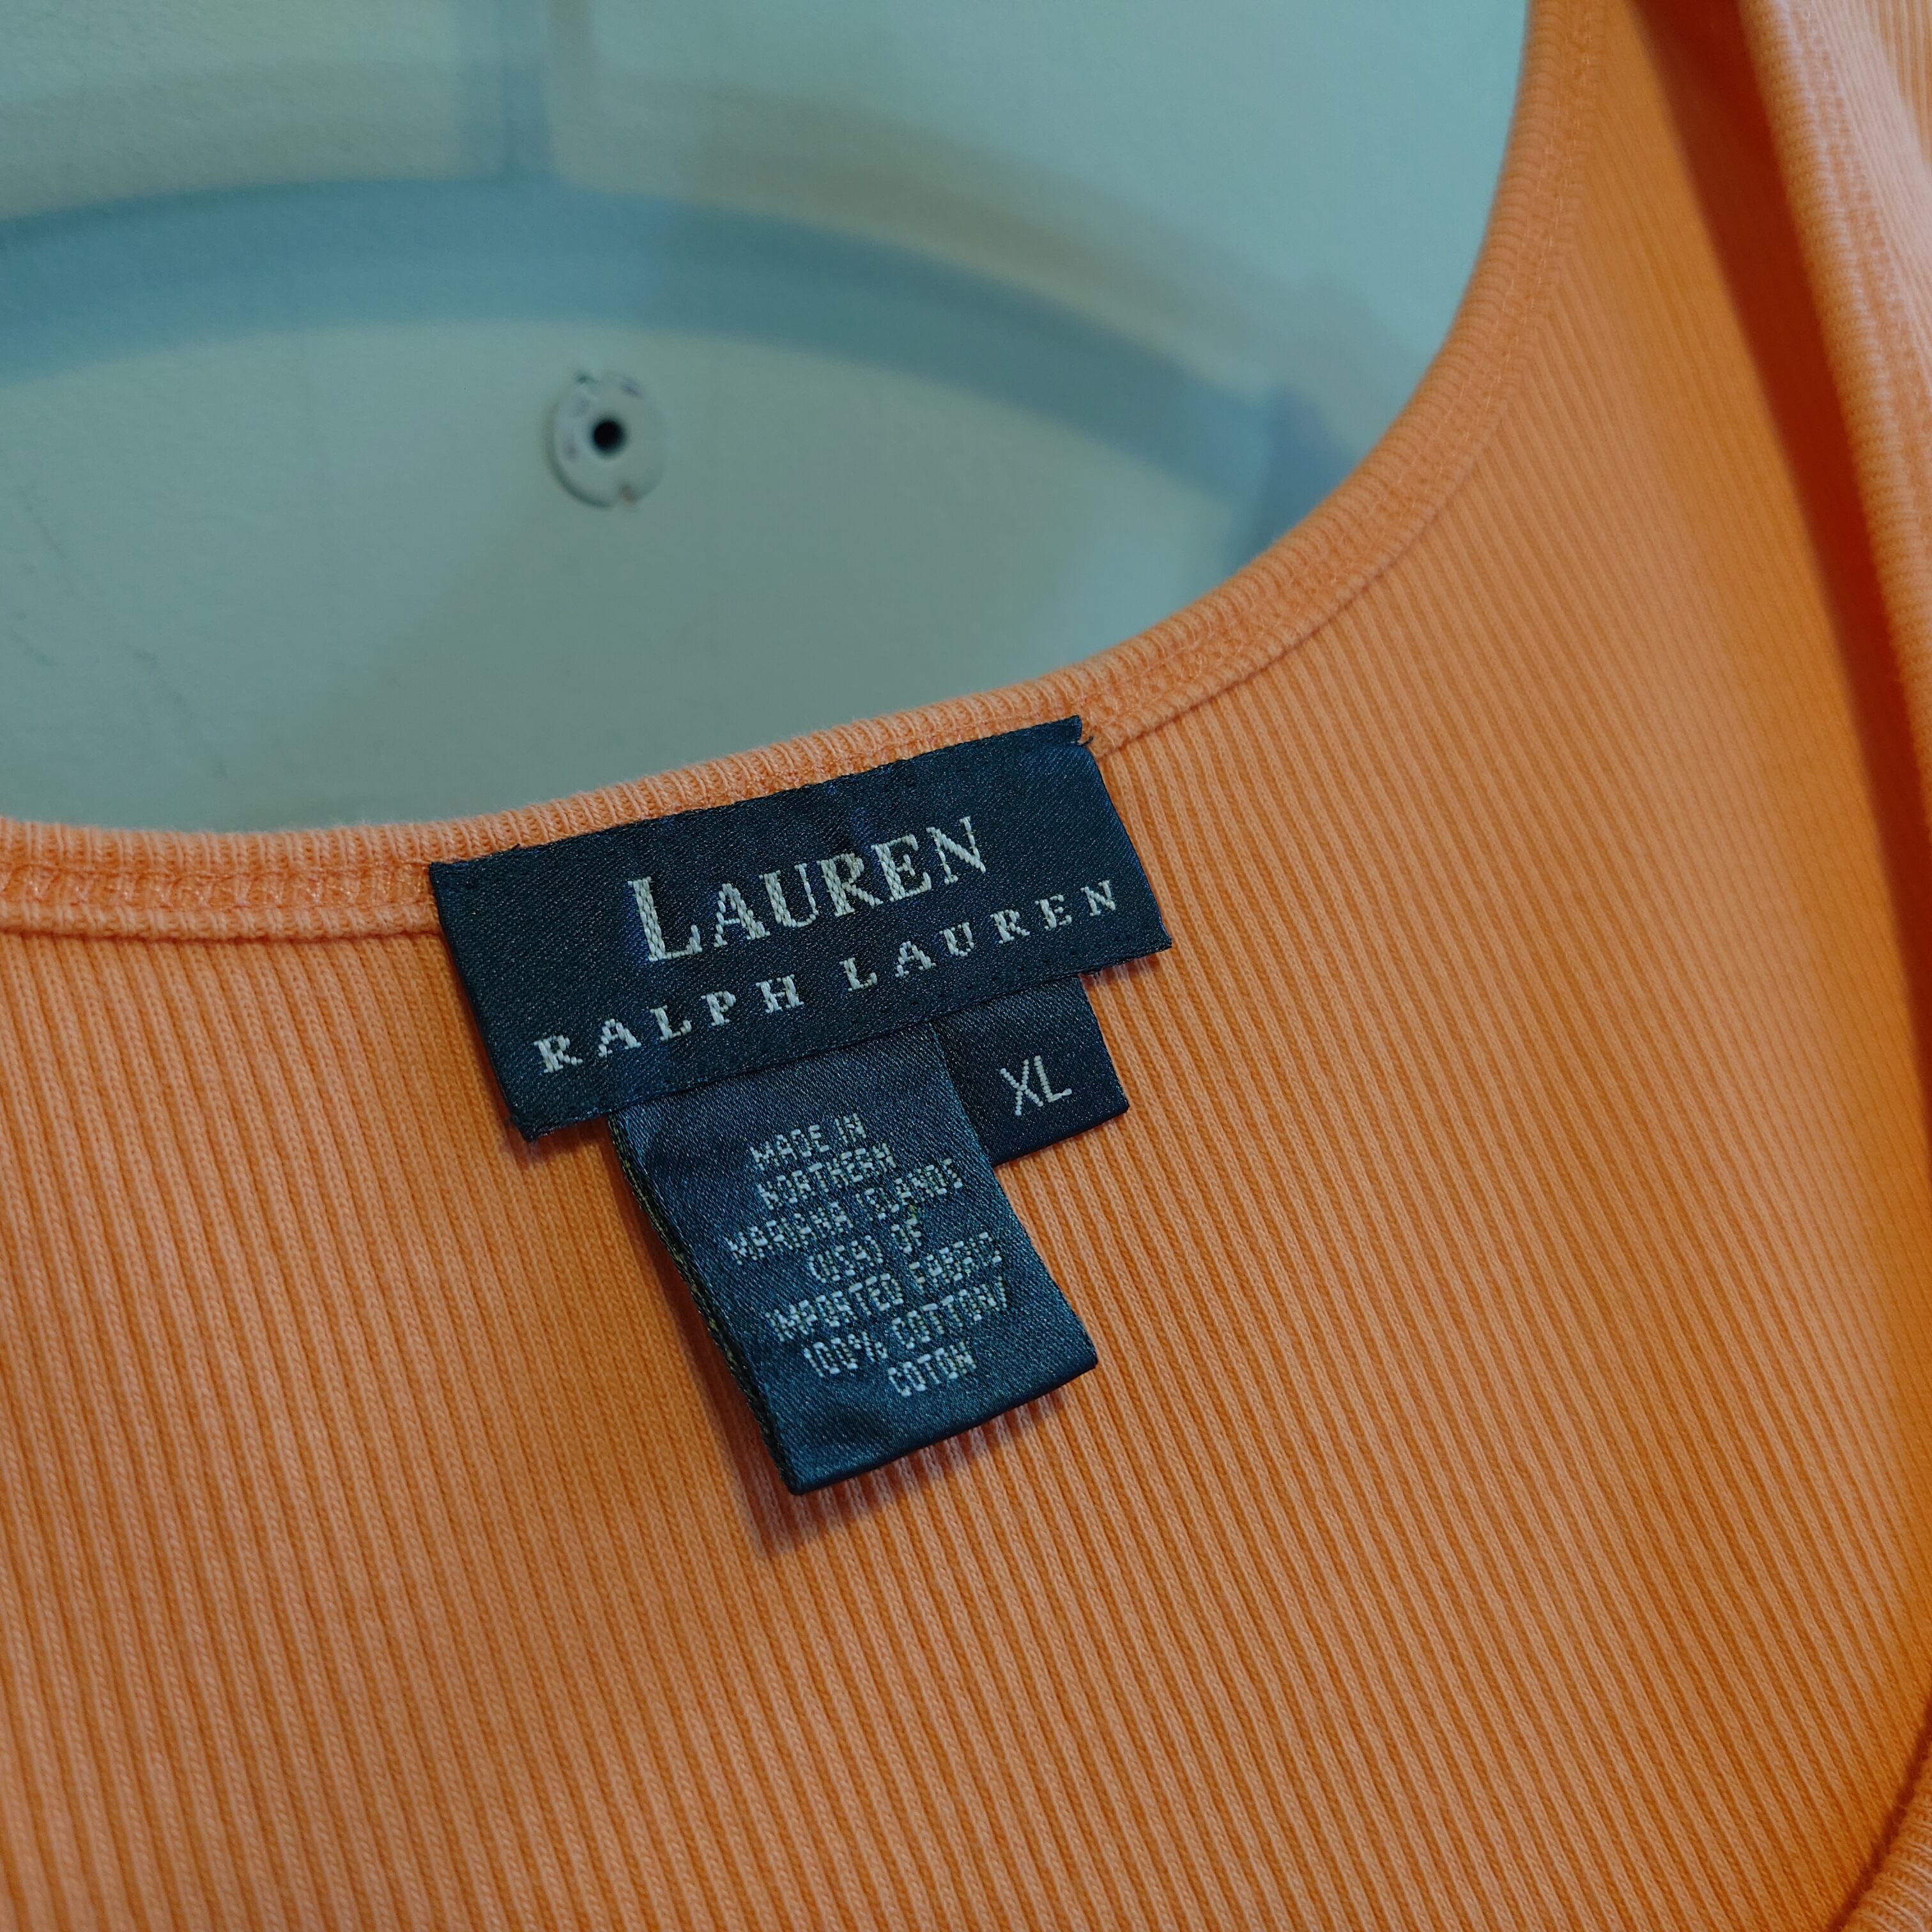 LAUREN
RALPH LAUREN
XL
MADE IN
NORTHERN
MARIANA ISLANDS
(USA) OF
IMPORTED FABRIC
100% COTTON/
COTON